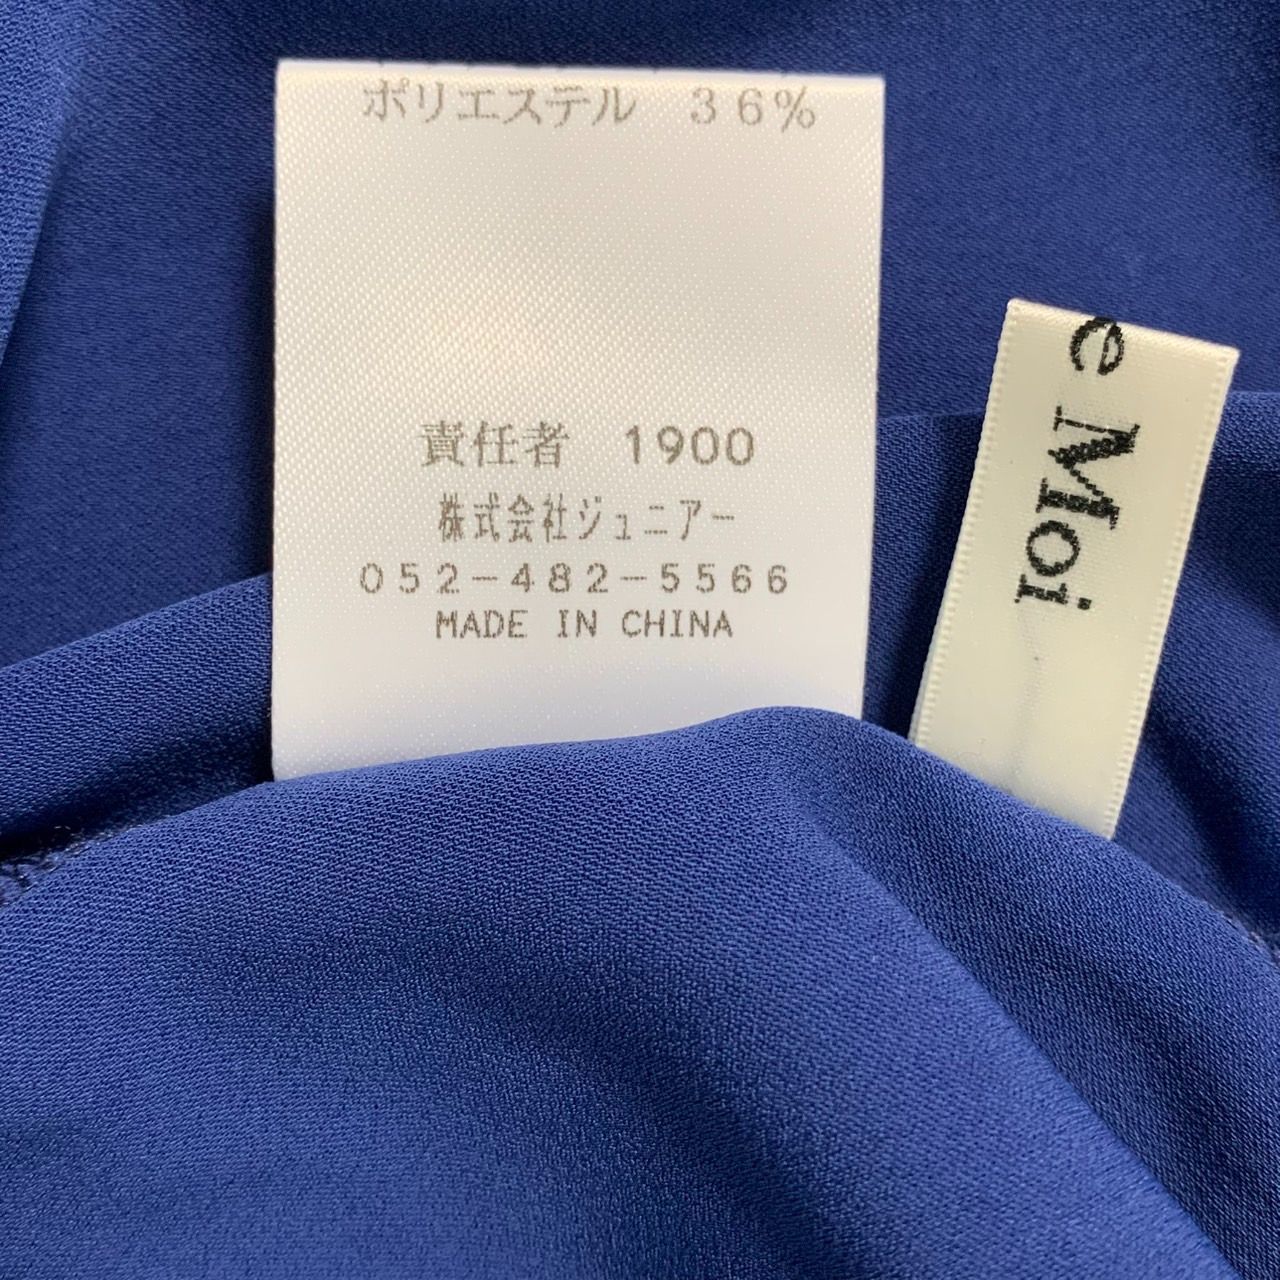 ポリエステル　36%
責任者　1900
株式会社ジュニアー
052-482-5566
MADE IN CHINA
e Moi